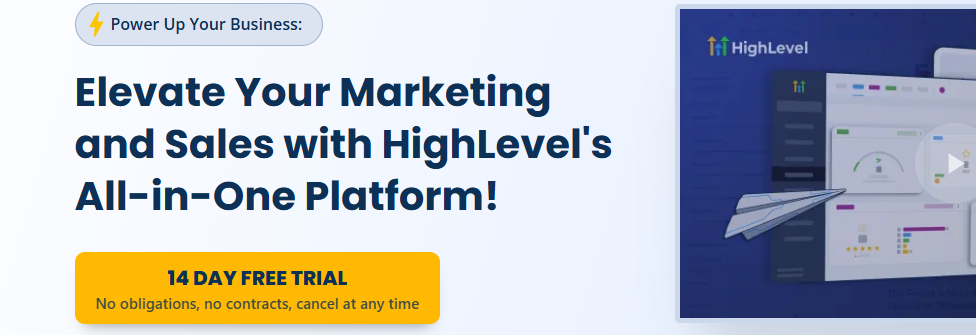 Power Up Your Business:
Elevate Your Marketing
and Sales with HighLevel's
All-in-One Platform!
14 DAY FREE TRIAL
No obligations, no contracts, cancel at any time
HighLevel